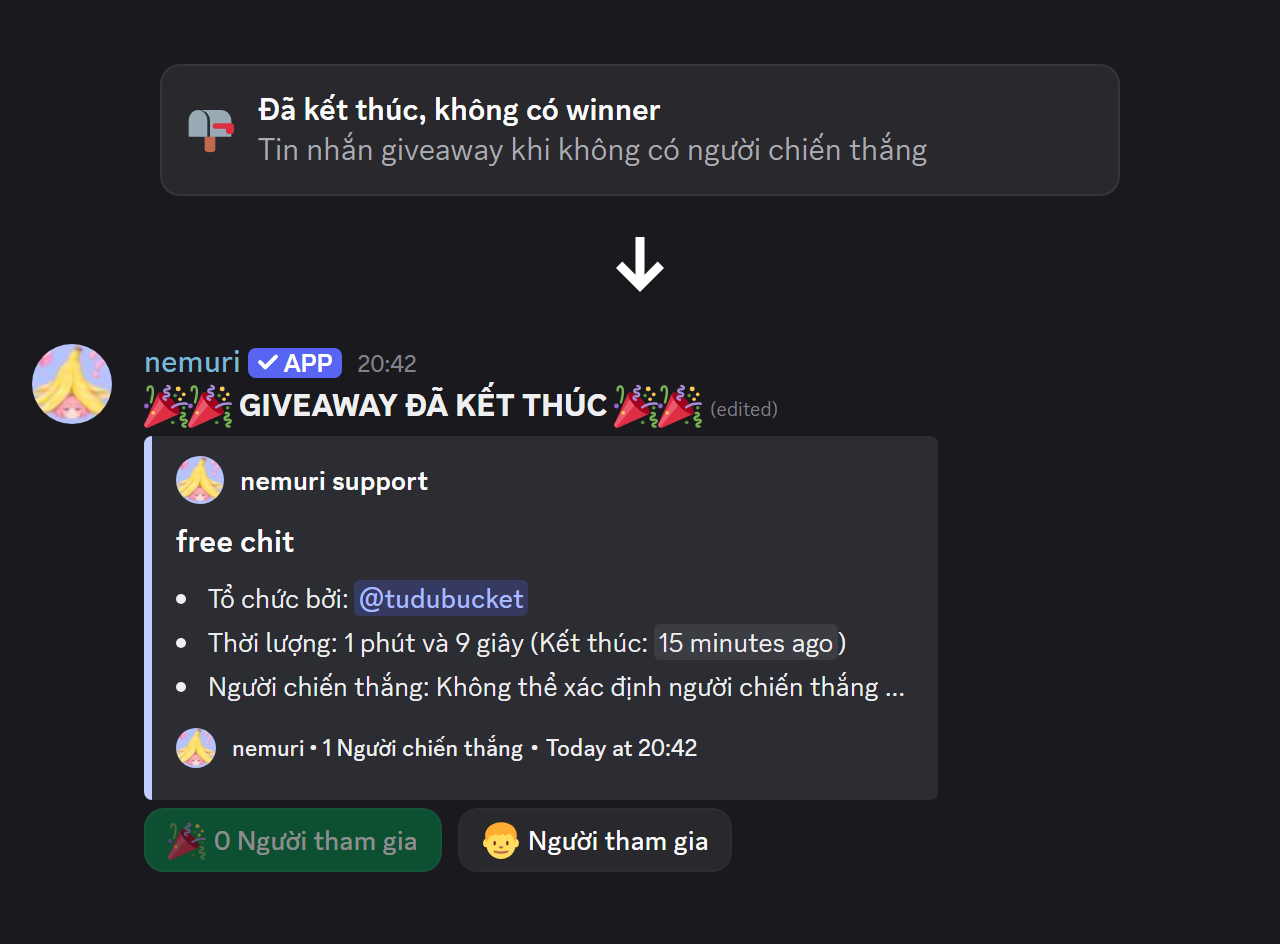 Đã kết thúc, không có winner
Tin nhắn giveaway khi không có người chiến thắng
nemuri APP 20:42
GIVEAWAY ĐÃ KẾT THÚC (edited)
nemuri support
free chit
Tổ chức bởi: @tudubucket
Thời lượng: 1 phút và 9 giây (Kết thúc: 15 minutes ago)
Người chiến thắng: Không thể xác định người chiến thắng ...
nemuri • 1 Người chiến thắng • Today at 20:42
0 Người tham gia
Người tham gia